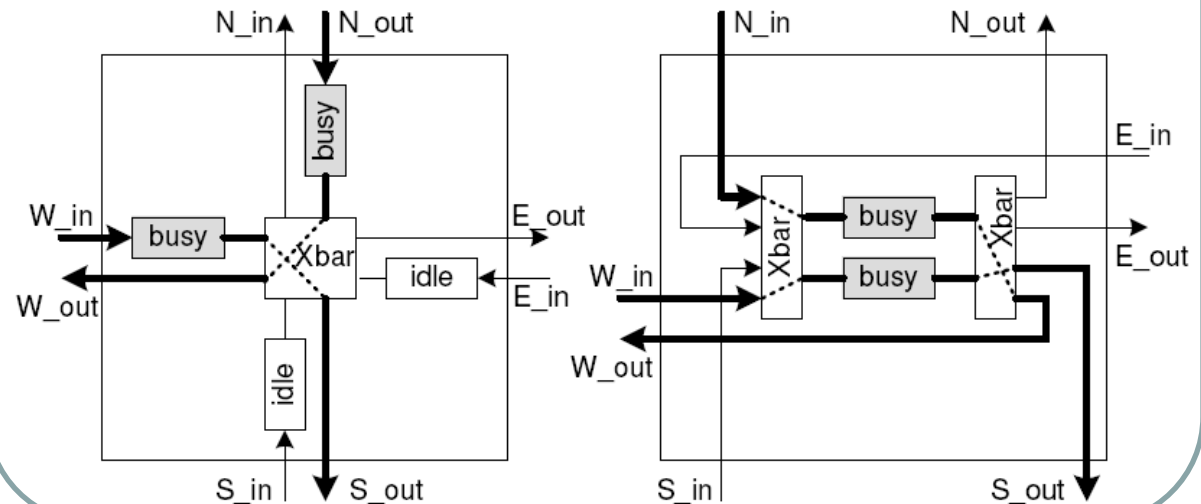 N_in
N_out
busy
W_in
busy
Xbar
E_out
W_out
idle
E_in
idle
S_in
S_out
N_in
N_out
E_in
Xbar
busy
Xbar
E_out
W_in
busy
W_out
S_in
S_out